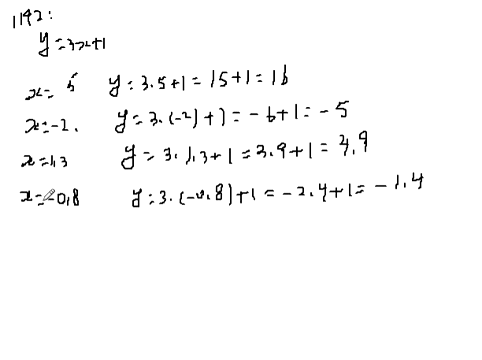 1192:
y=3x+1
x=5 y=3.5+1=15+1=16
x=-2. y=3.(-2)+1=-6+1=-5
x=1,3 y=3.1,3+1=3.9+1=4,9
x=-0,8 y=3.(-0.8)+1=-2.4+1=-1.4